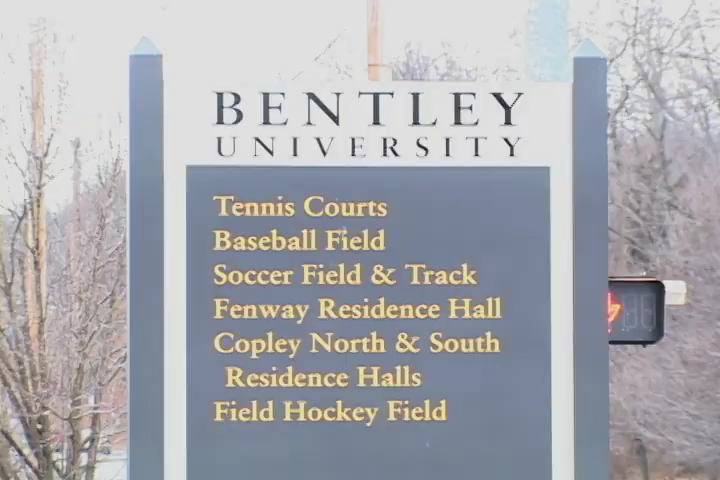 BENTLEY
UNIVERSITY
Tennis Courts
Baseball Field
Soccer Field & Track
Fenway Residence Hall
Copley North & South
Residence Halls
Field Hockey Field